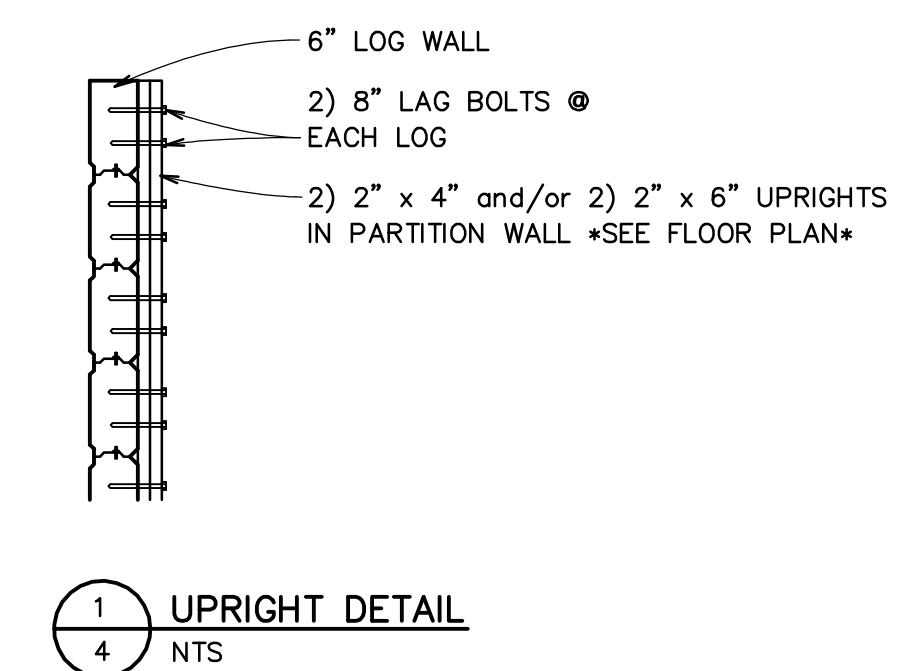 6” LOG WALL
2) 8” LAG BOLTS @
EACH LOG
2) 2” x 4” and/or 2) 2” x 6” UPRIGHTS
IN PARTITION WALL *SEE FLOOR PLAN*
1 UPRIGHT DETAIL
4 NTS